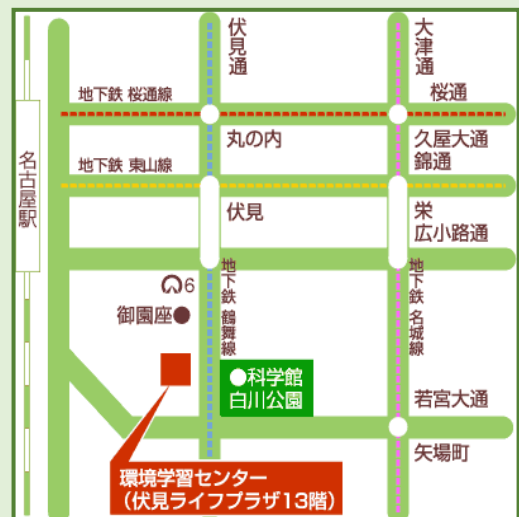 伏見通
大津通
地下鉄 桜通線
桜通
丸の内
久屋大通
名古屋駅
地下鉄 東山線
錦通
伏見
栄
広小路通
地下鉄 鶴舞線
地下鉄 名城線
6
御園座
科学館
白川公園
若宮大通
矢場町
環境学習センター
(伏見ライフプラザ13階)